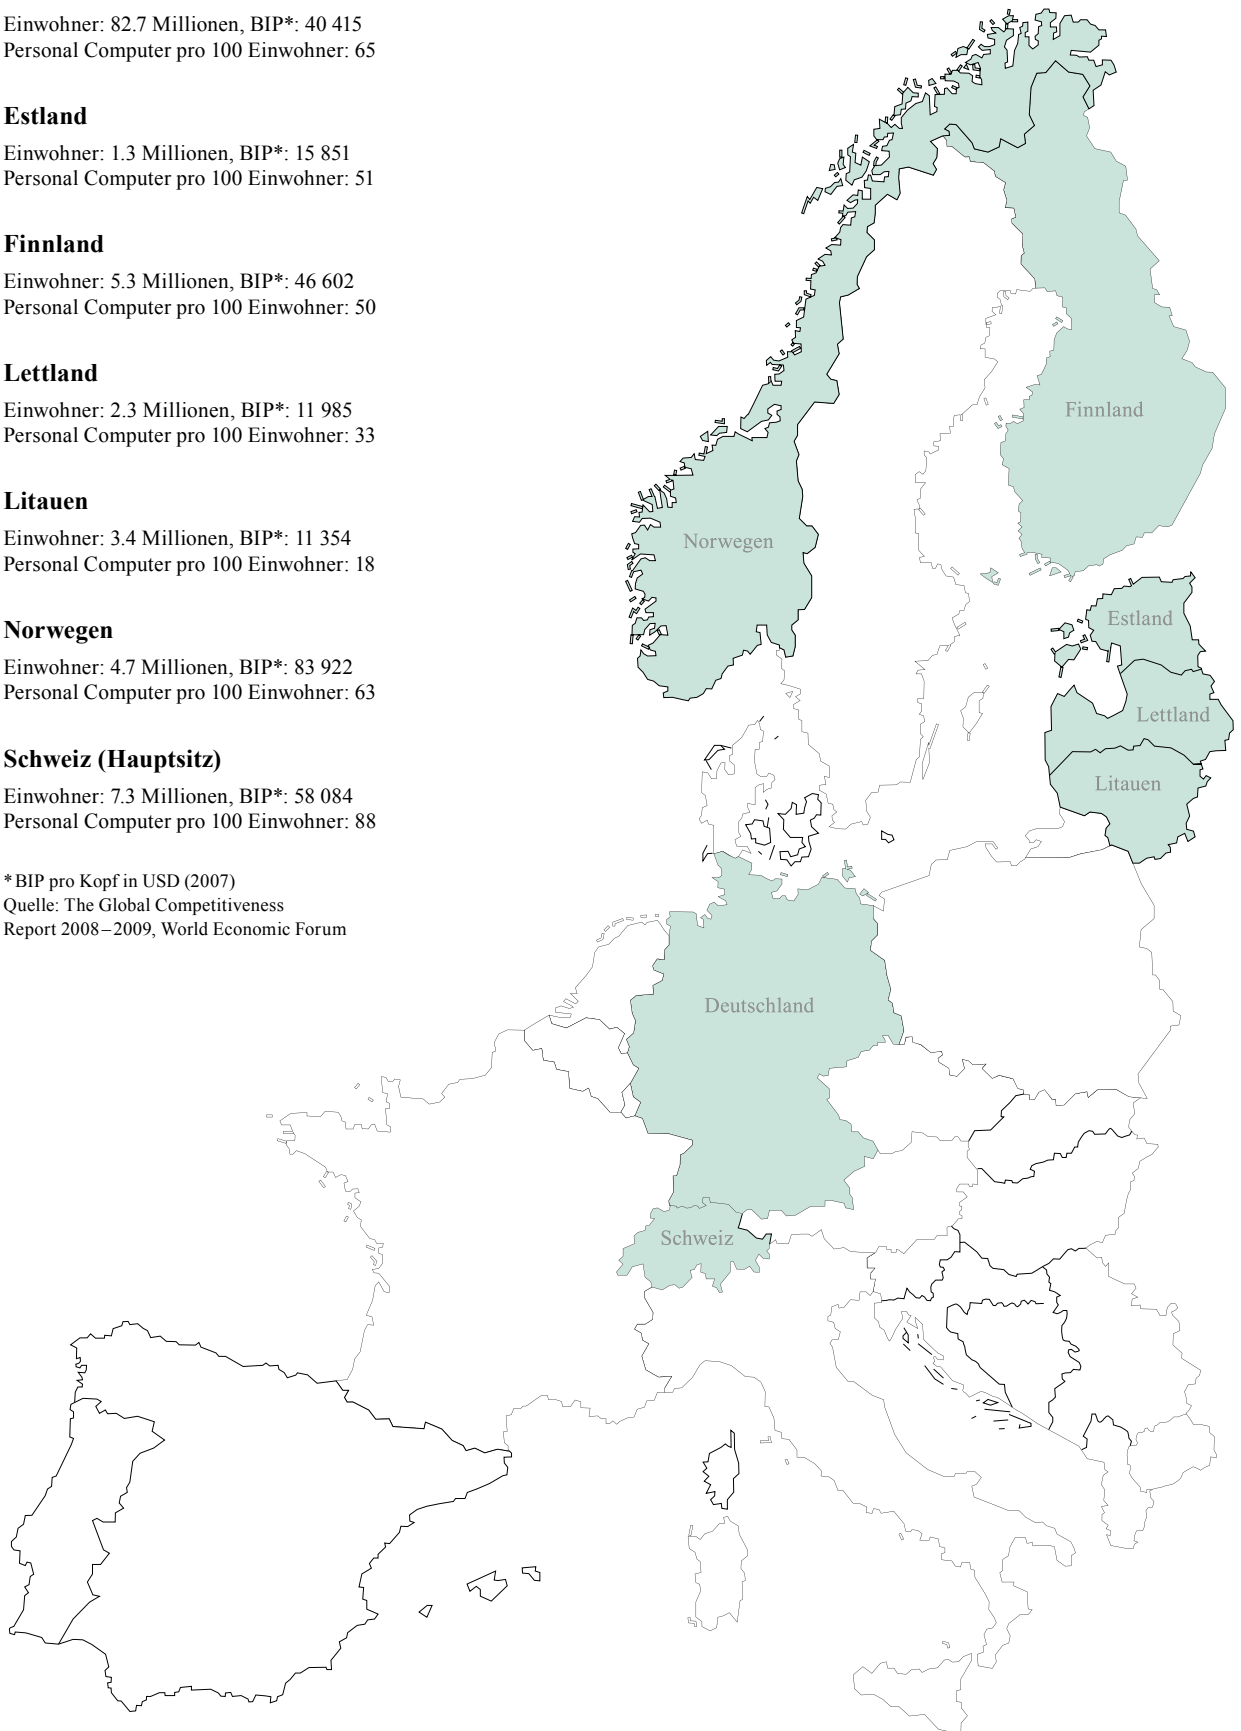 Einwohner: 82.7 Millionen, BIP*: 40 415
Personal Computer pro 100 Einwohner: 65
Estland
Einwohner: 1.3 Millionen, BIP*: 15 851
Personal Computer pro 100 Einwohner: 51
Finnland
Einwohner: 5.3 Millionen, BIP*: 46 602
Personal Computer pro 100 Einwohner: 50
Lettland
Einwohner: 2.3 Millionen, BIP*: 11 985
Personal Computer pro 100 Einwohner: 33
Litauen
Einwohner: 3.4 Millionen, BIP*: 11 354
Personal Computer pro 100 Einwohner: 18
Norwegen
Einwohner: 4.7 Millionen, BIP*: 83 922
Personal Computer pro 100 Einwohner: 63
Schweiz (Hauptsitz)
Einwohner: 7.3 Millionen, BIP*: 58 084
Personal Computer pro 100 Einwohner: 88
* BIP pro Kopf in USD (2007)
Quelle: The Global Competitiveness
Report 2008–2009, World Economic Forum
Finnland
Norwegen
Estland
Lettland
Litauen
Deutschland
Schweiz